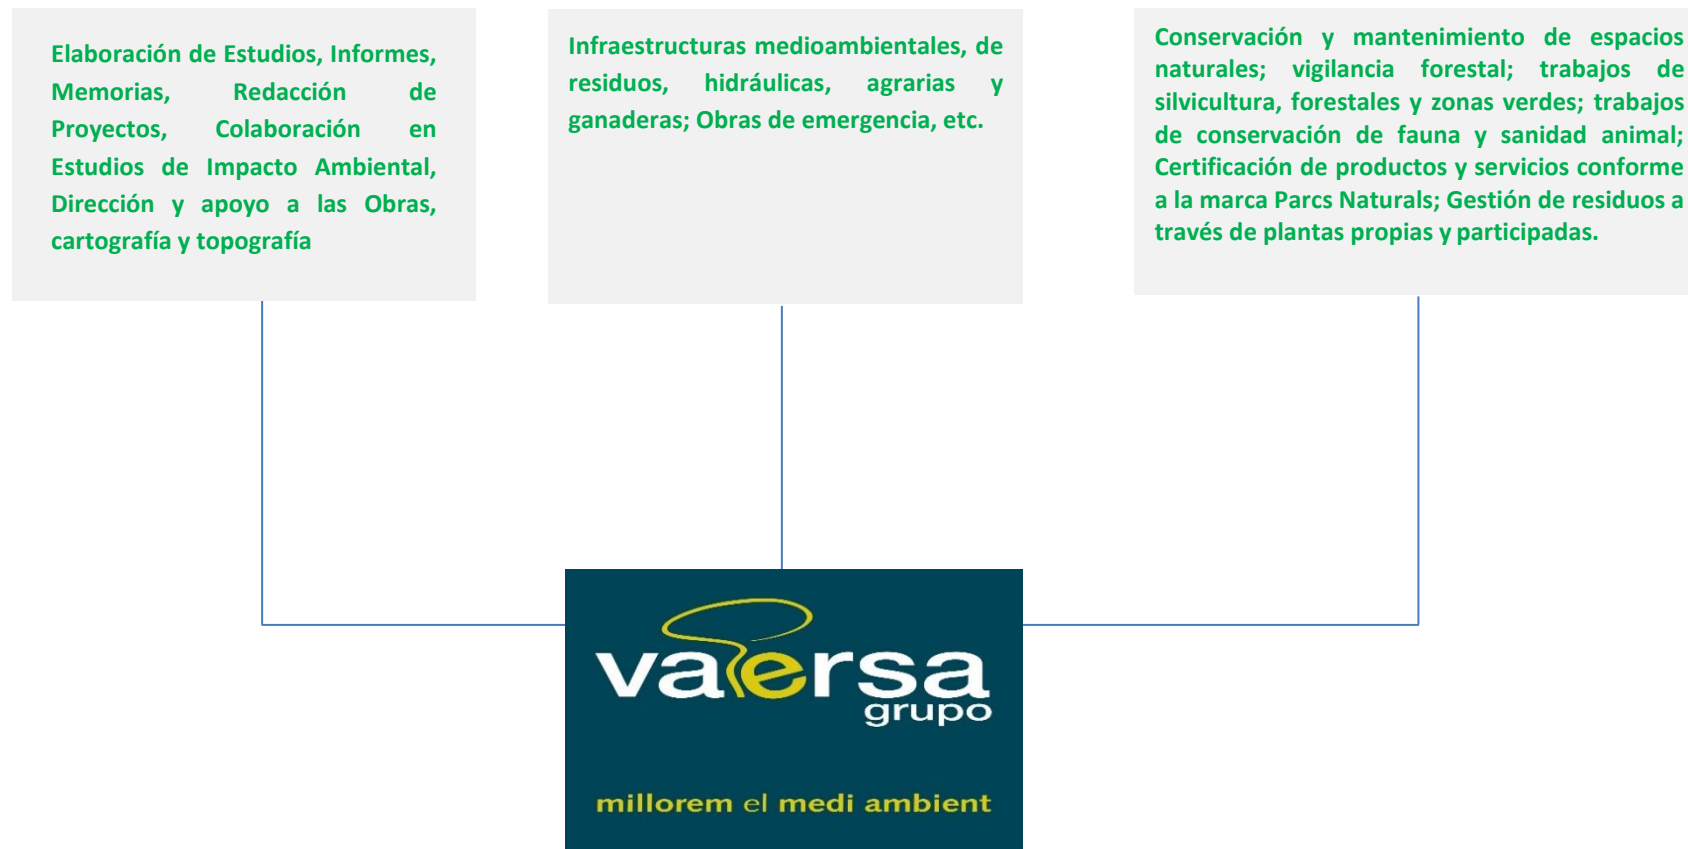 Elaboración de Estudios, Informes,
Memorias, Redacción de
Proyectos, Colaboración en
Estudios de Impacto Ambiental,
Dirección y apoyo a las Obras,
cartografía y topografía
Infraestructuras medioambientales, de
residuos, hidráulicas, agrarias y
ganaderas; Obras de emergencia, etc.
Conservación y mantenimiento de espacios
naturales; vigilancia forestal; trabajos de
silvicultura, forestales y zonas verdes; trabajos
de conservación de fauna y sanidad animal;
Certificación de productos y servicios conforme
a la marca Parcs Naturals; Gestión de residuos a
través de plantas propias y participadas.
vaersa
grupo
millorem el medi ambient